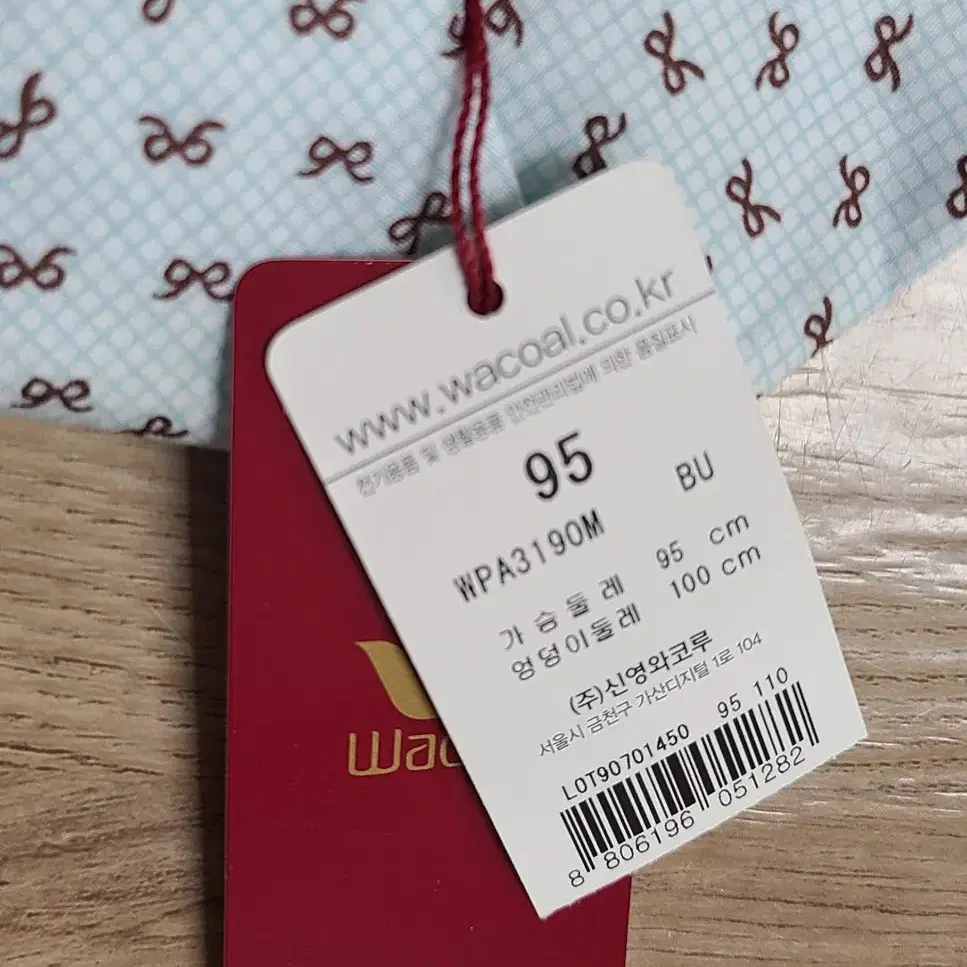 www.wacoal.co.kr
전기용품 및 생활용품 안전관리법에 의한 품질표시
95
WPA3190M BU
가슴둘레 95 cm
엉덩이둘레 100 cm
(주)신영와코루
서울시 금천구 가산디지털 1로 104
LOT90701450 95 110
8 806196 051282
Wac